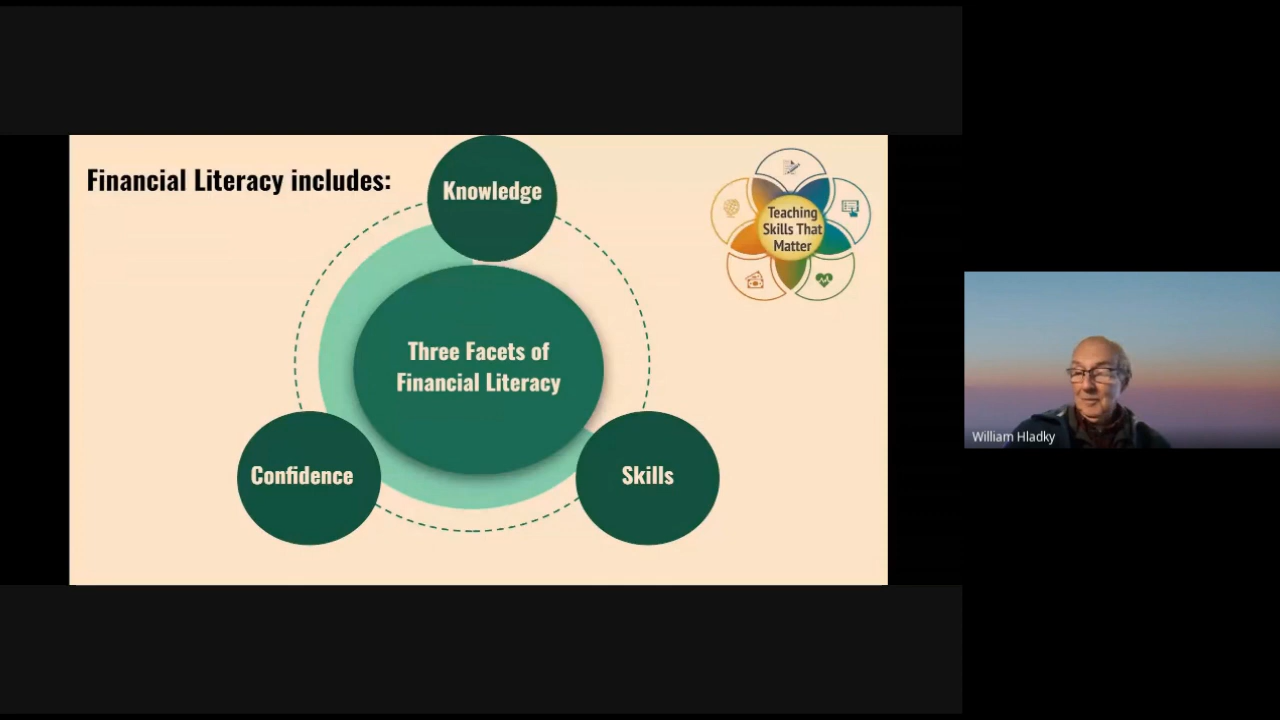 Financial Literacy includes:
Knowledge
Teaching
Skills That
Matter
Three Facets of
Financial Literacy
Confidence
Skills
William Hladky